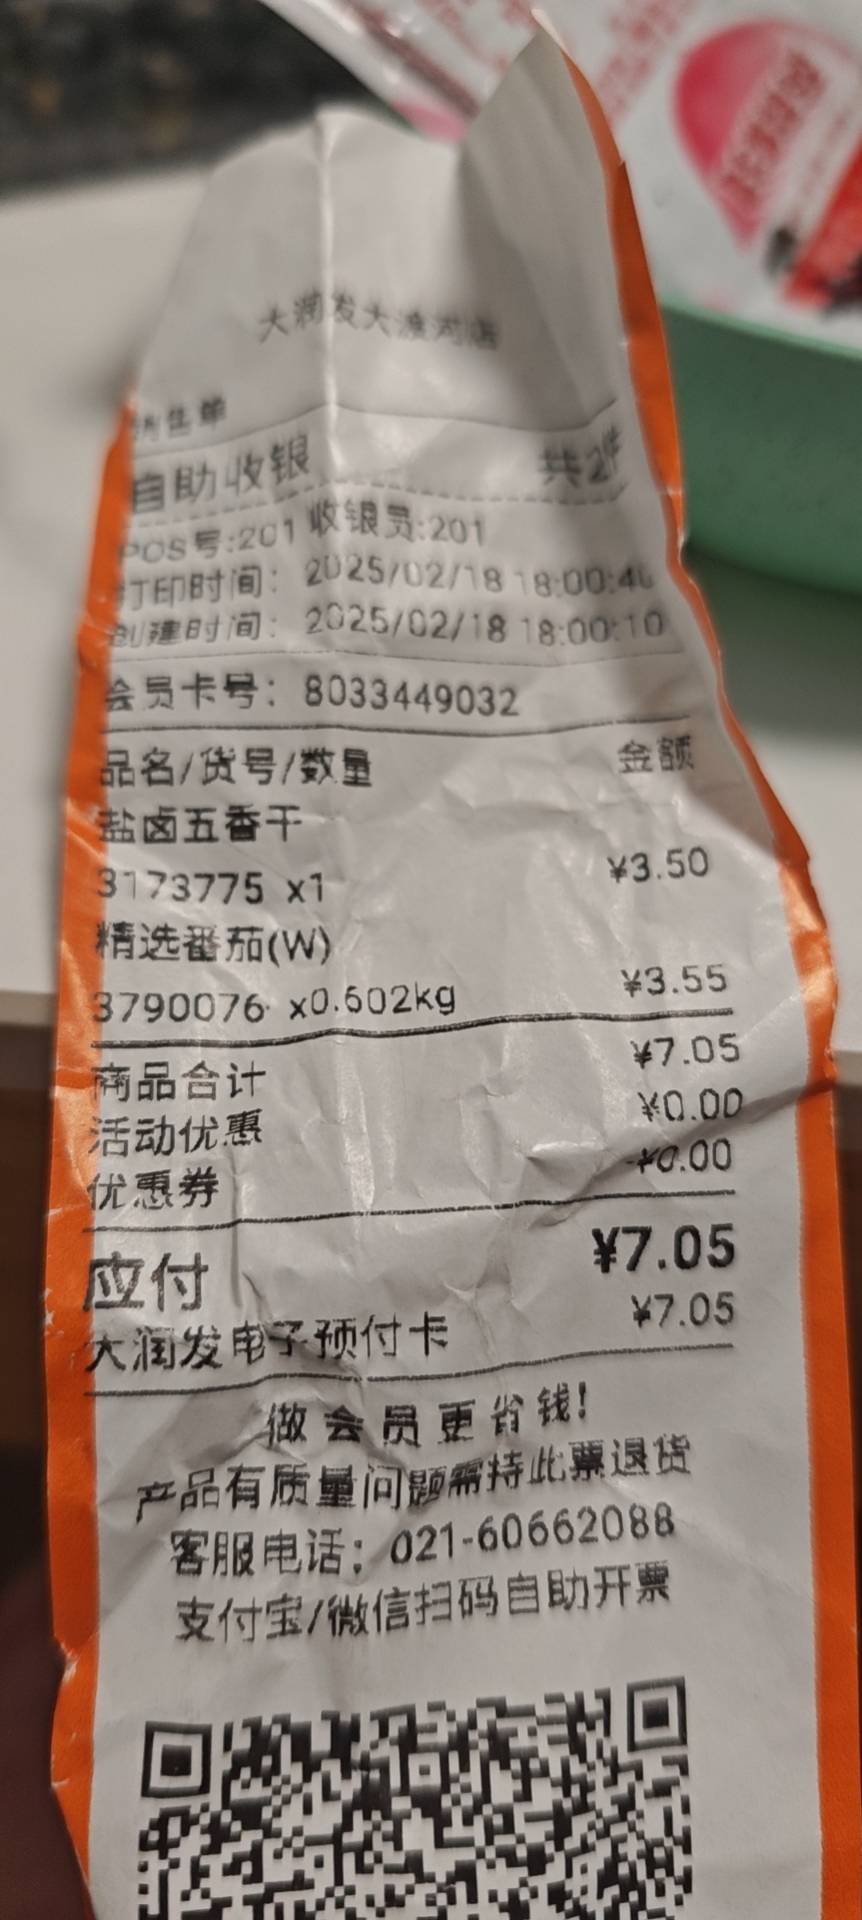 大润发大渡河店
销售单
自助收银 共2件
POS号:201 收银员:201
打印时间: 2025/02/18 18:00:40
创建时间: 2025/02/18 18:00:10
会员卡号: 8033449032
品名/货号/数量 金额
盐卤五香干
3173775 x1 ¥3.50
精选番茄(W)
3790076 x0.602kg ¥3.55
商品合计 ¥7.05
活动优惠 ¥0.00
优惠券 -¥0.00
应付 ¥7.05
大润发电子预付卡 ¥7.05
做会员更省钱!
产品有质量问题需持此票退货
客服电话: 021-60662088
支付宝/微信扫码自助开票